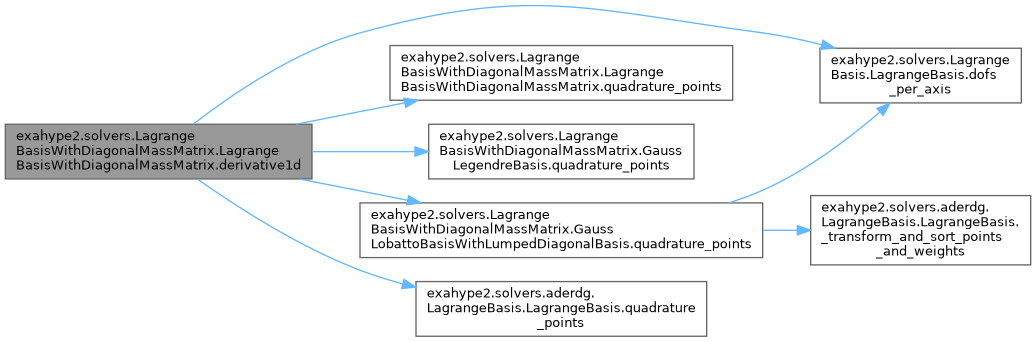 exahype2.solvers.Lagrange
BasisWithDiagonalMassMatrix.Lagrange
BasisWithDiagonalMassMatrix.derivative1d
exahype2.solvers.Lagrange
BasisWithDiagonalMassMatrix.Lagrange
BasisWithDiagonalMassMatrix.quadrature_points
exahype2.solvers.Lagrange
BasisWithDiagonalMassMatrix.Gauss
LegendreBasis.quadrature_points
exahype2.solvers.Lagrange
BasisWithDiagonalMassMatrix.Gauss
LobattoBasisWithLumpedDiagonalBasis.quadrature_points
exahype2.solvers.aderdg.
LagrangeBasis.LagrangeBasis.quadrature
_points
exahype2.solvers.Lagrange
Basis.LagrangeBasis.dofs
_per_axis
exahype2.solvers.aderdg.
LagrangeBasis.LagrangeBasis.
_transform_and_sort_points
_and_weights